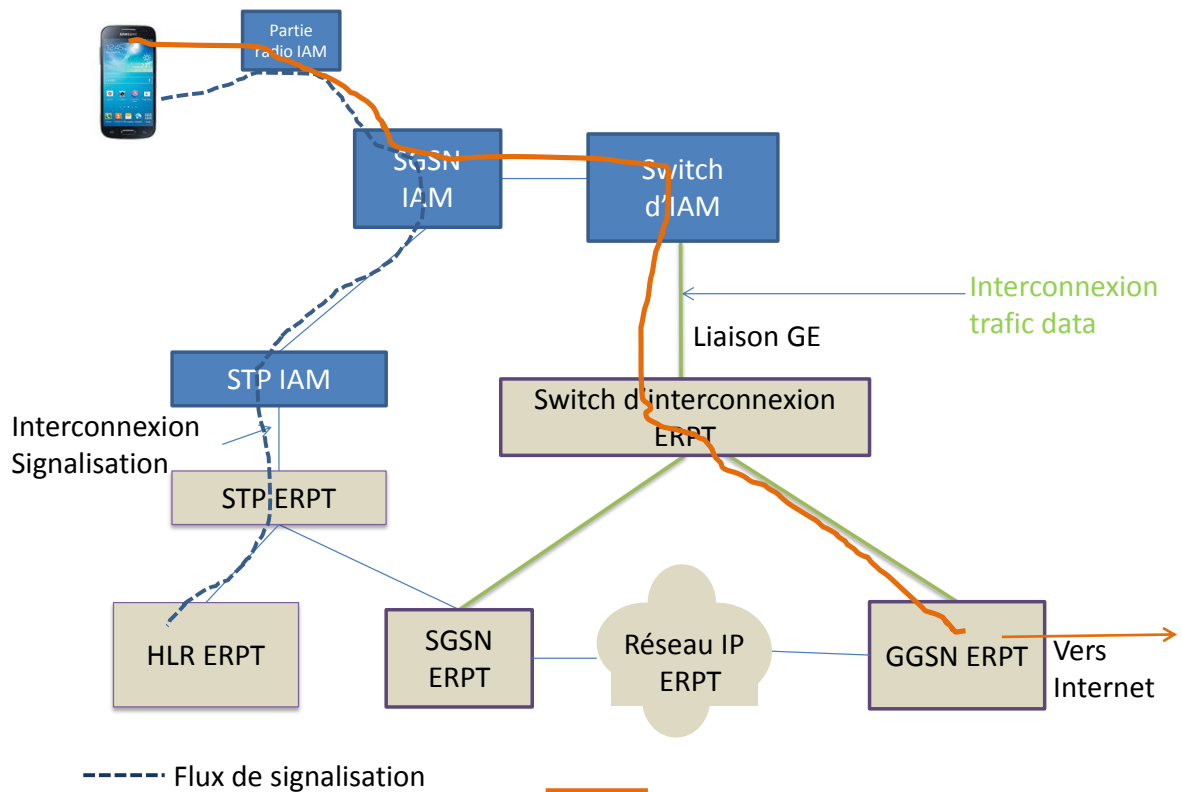 Partie
radio IAM
SGSN
IAM
Switch
d'IAM
Interconnexion
trafic data
Liaison GE
STP IAM
Switch d'interconnexion
ERPT
Interconnexion
Signalisation
STP ERPT
HLR ERPT
SGSN
ERPT
Réseau IP
ERPT
GGSN ERPT
Vers
Internet
Flux de signalisation